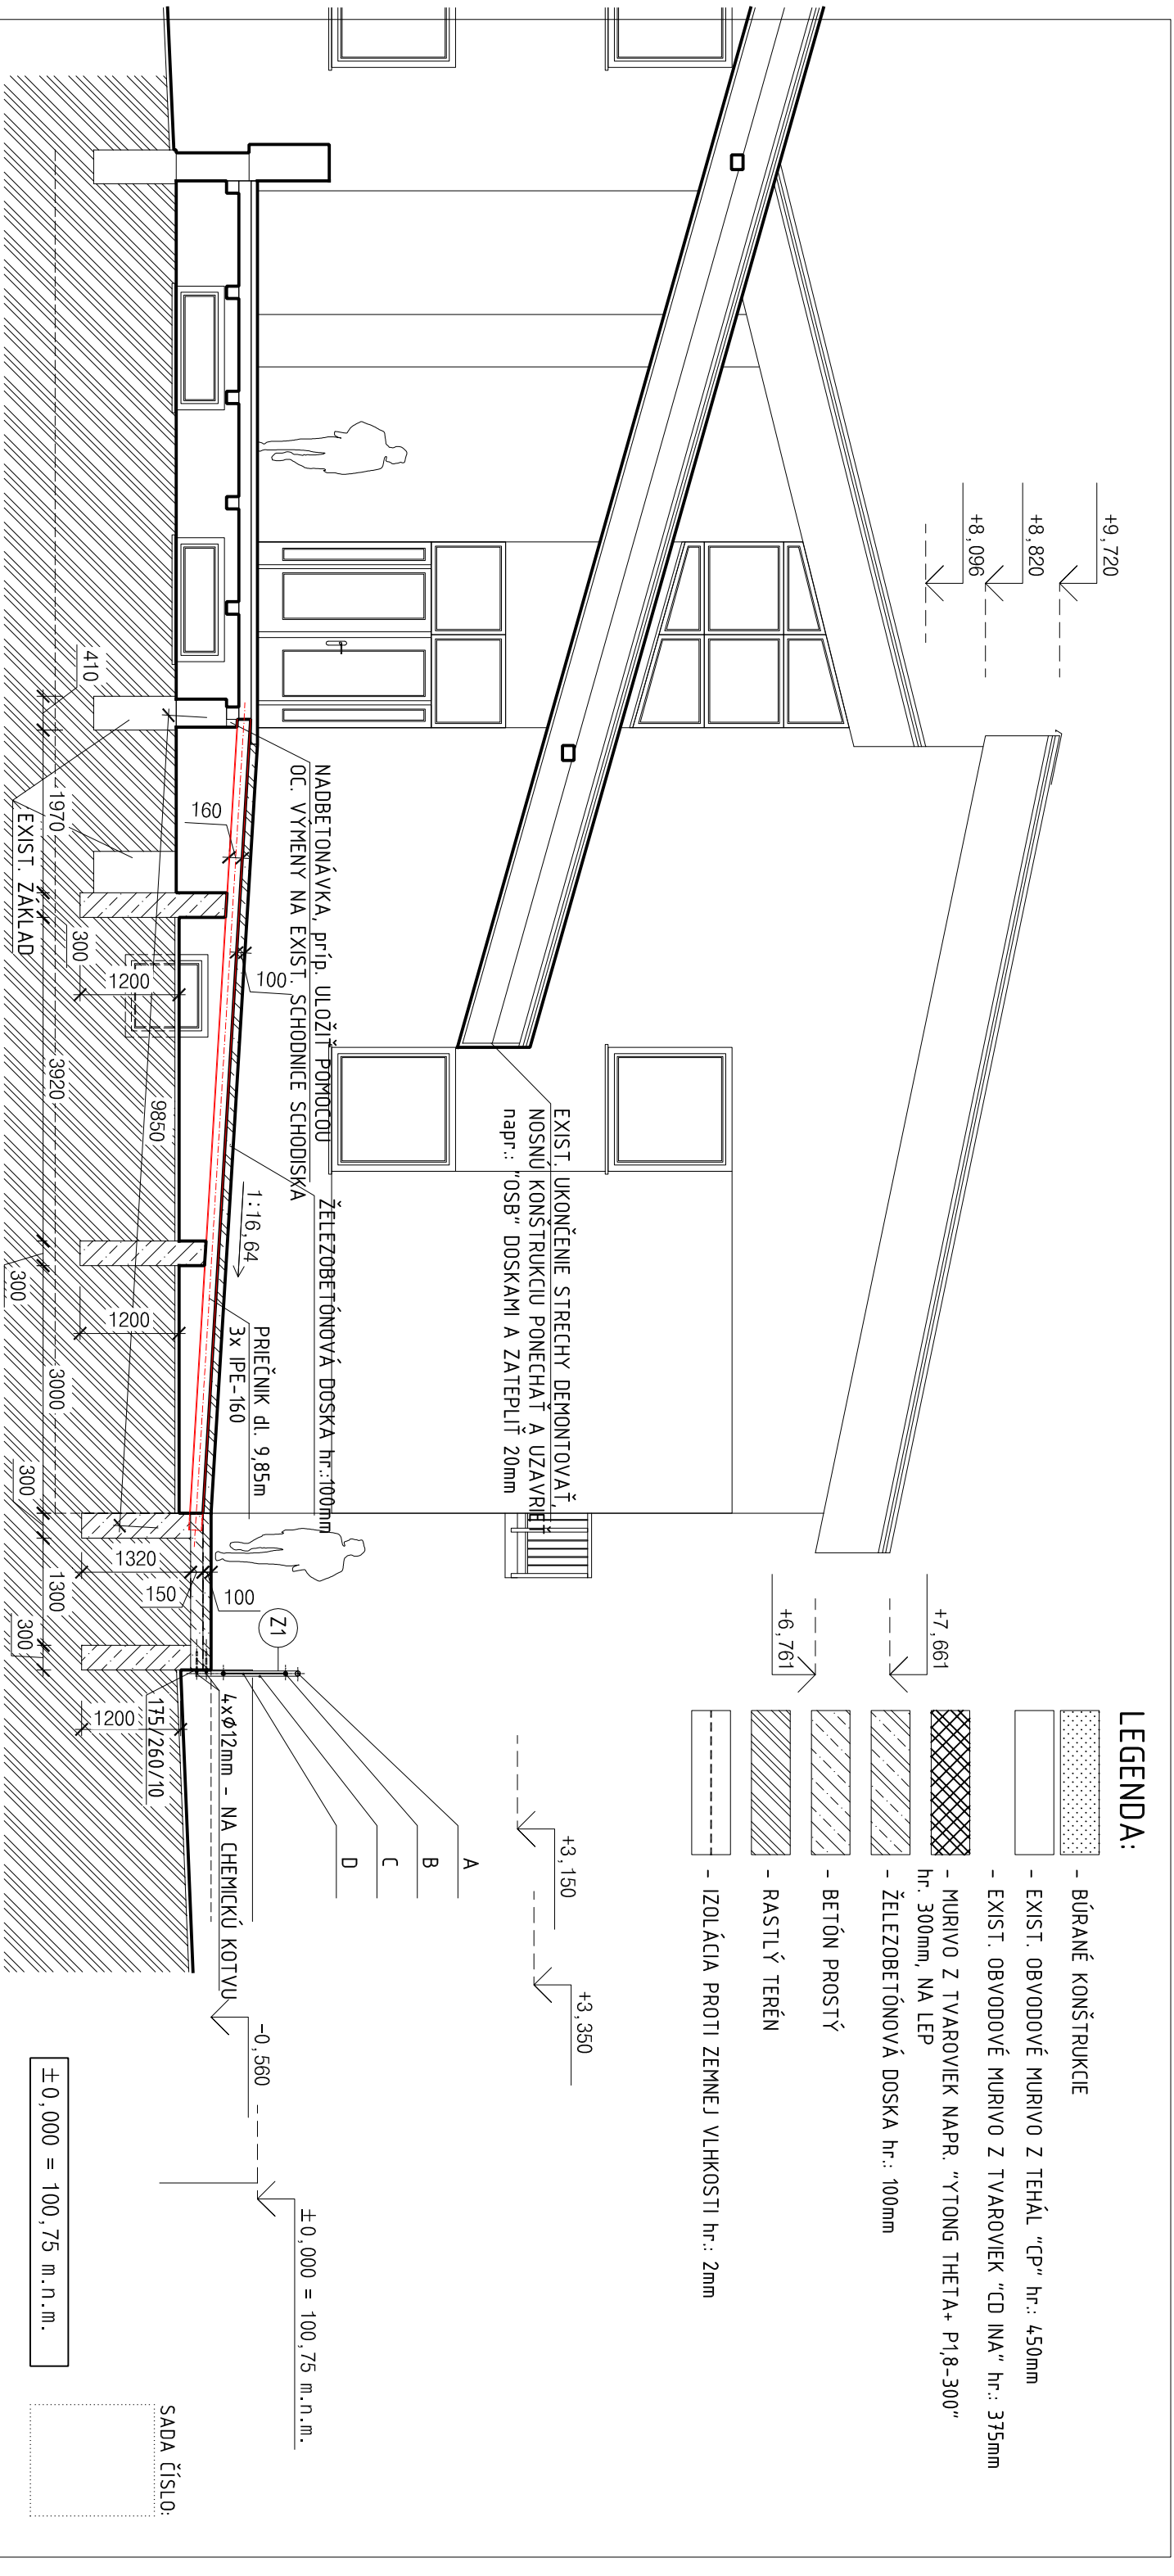 +9,720
+8,820
+8,096
+7,661
+6,761
LEGENDA:
- BÚRANÉ KONŠTRUKCIE
- EXIST. OBVODOVÉ MURIVO Z TEHÁL "CP" hr.: 450mm
- EXIST. OBVODOVÉ MURIVO Z TVAROVIEK "CD INA" hr.: 375mm
- MURIVO Z TVAROVIEK NAPR. "YTONG THETA+ P1,8-300"
hr. 300mm, NA LEP
- ŽELEZOBETÓNOVÁ DOSKA hr.: 100mm
- BETÓN PROSTÝ
- RASTLÝ TERÉN
- IZOLÁCIA PROTI ZEMNEJ VLHKOSTI hr.: 2mm
EXIST. UKONČENIE STRECHY DEMONTOVAŤ,
NOSNÚ KONŠTRUKCIU PONECHAŤ A UZAVRIEŤ
napr.: "OSB" DOSKAMI A ZATEPLIŤ 20mm
+3,350
+3,150
NADBETONÁVKA, príp. ULOŽIŤ POMOCOU
OC. VÝMENY NA EXIST. SCHODNICE SCHODISKA
ŽELEZOBETÓNOVÁ DOSKA hr.:100mm
PRIEČNIK dl. 9,85m
3x IPE-160
1:16,64
A
B
C
D
Z1
±0,000 = 100,75 m.n.m.
-0,560
4xø12mm - NA CHEMICKÚ KOTVU
175/260/10
160
100
100
150
1320
1200
1200
1200
9850
300
410
1970
3920
300
3000
300
1300
300
EXIST. ZÁKLAD
SADA ČÍSLO:
±0,000 = 100,75 m.n.m.